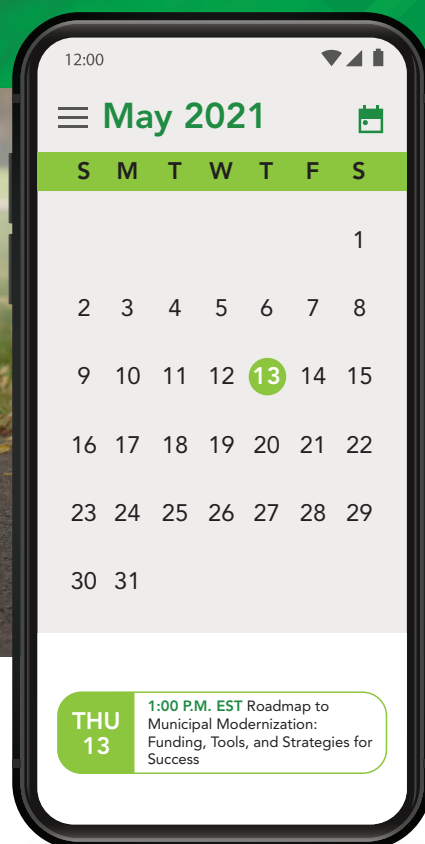 12:00
May 2021
S M T W T F S
1
2 3 4 5 6 7 8
9 10 11 12 13 14 15
16 17 18 19 20 21 22
23 24 25 26 27 28 29
30 31
THU
13
1:00 P.M. EST Roadmap to
Municipal Modernization:
Funding, Tools, and Strategies for
Success